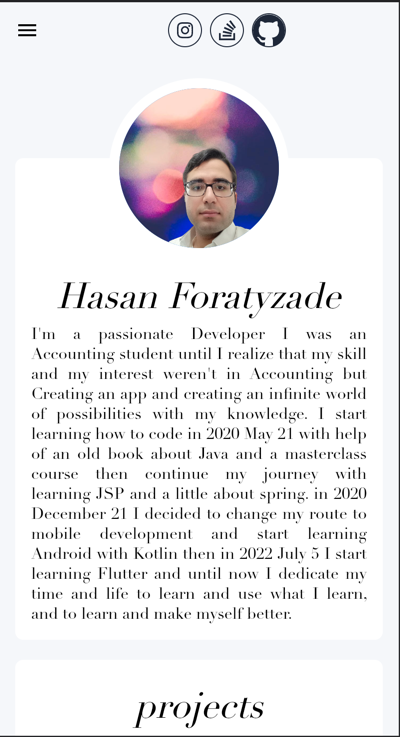 Hasan Foratyzade
I'm a passionate Developer I was an
Accounting student until I realize that my skill
and my interest weren't in Accounting but
Creating an app and creating an infinite world
of possibilities with my knowledge. I start
learning how to code in 2020 May 21 with help
of an old book about Java and a masterclass
course then continue my journey with
learning JSP and a little about spring. in 2020
December 21 I decided to change my route to
mobile development and start learning
Android with Kotlin then in 2022 July 5 I start
learning Flutter and until now I dedicate my
time and life to learn and use what I learn,
and to learn and make myself better.
projects